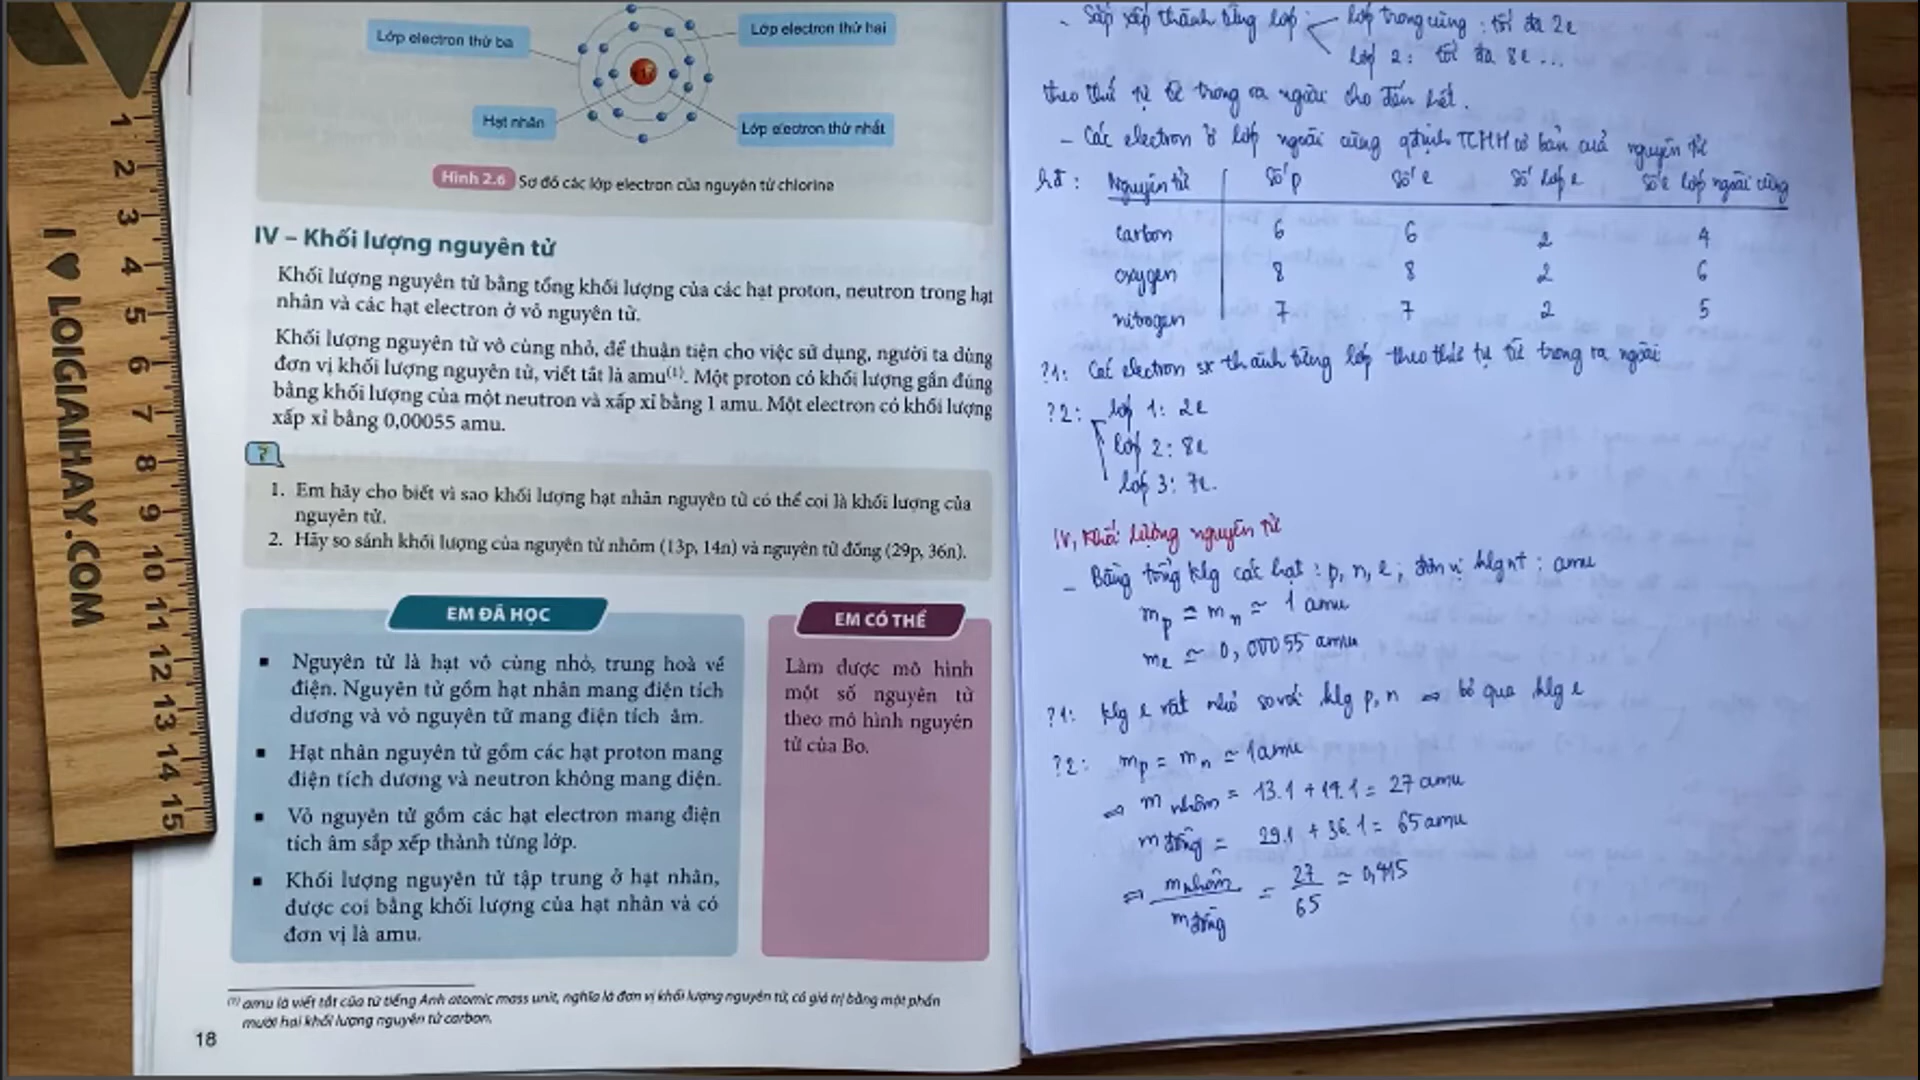 I ♥ LOIGIAIHAY.COM
1
2
3
4
5
6
7
8
9
10
11
12
13
14
15
Lớp electron thứ ba
Lớp electron thứ hai
Hạt nhân
Lớp electron thứ nhất
Hình 2.6 Sơ đồ các lớp electron của nguyên tử chlorine
IV – Khối lượng nguyên tử
Khối lượng nguyên tử bằng tổng khối lượng của các hạt proton, neutron trong hạt
nhân và các hạt electron ở vỏ nguyên tử.
Khối lượng nguyên tử vô cùng nhỏ, để thuận tiện cho việc sử dụng, người ta dùng
đơn vị khối lượng nguyên tử, viết tắt là amu⁽¹⁾. Một proton có khối lượng gần đúng
bằng khối lượng của một neutron và xấp xỉ bằng 1 amu. Một electron có khối lượng
xấp xỉ bằng 0,00055 amu.
?
1. Em hãy cho biết vì sao khối lượng hạt nhân nguyên tử có thể coi là khối lượng của
nguyên tử.
2. Hãy so sánh khối lượng của nguyên tử nhôm (13p, 14n) và nguyên tử đồng (29p, 36n).
EM ĐÃ HỌC
▪ Nguyên tử là hạt vô cùng nhỏ, trung hoà về
điện. Nguyên tử gồm hạt nhân mang điện tích
dương và vỏ nguyên tử mang điện tích âm.
▪ Hạt nhân nguyên tử gồm các hạt proton mang
điện tích dương và neutron không mang điện.
▪ Vỏ nguyên tử gồm các hạt electron mang điện
tích âm sắp xếp thành từng lớp.
▪ Khối lượng nguyên tử tập trung ở hạt nhân,
được coi bằng khối lượng của hạt nhân và có
đơn vị là amu.
EM CÓ THỂ
Làm được mô hình
một số nguyên tử
theo mô hình nguyên
tử của Bo.
⁽¹⁾ amu là viết tắt của từ tiếng Anh atomic mass unit, nghĩa là đơn vị khối lượng nguyên tử, có giá trị bằng một phần
mười hai khối lượng nguyên tử carbon.
18
- Sắp xếp thành từng lớp: lớp trong cùng: tối đa 2e
lớp 2: tối đa 8e ...
theo thứ tự từ trong ra ngoài cho đến hết.
- Các electron ở lớp ngoài cùng qđịnh TCHH cơ bản của nguyên tử
hđ: Nguyên tử số p số e số lớp e số e lớp ngoài cùng
carbon 6 6 2 4
oxygen 8 8 2 6
nitrogen 7 7 2 5
?1: Các electron sx thành từng lớp theo thứ tự từ trong ra ngoài
?2: lớp 1: 2e
lớp 2: 8e
lớp 3: 7e.
IV, Khối lượng nguyên tử
- Bằng tổng klg các hạt: p, n, e; đơn vị klgnt: amu
mp = mn ≃ 1 amu
me ≃ 0,00055 amu
?1: klg e rất nhỏ so với klg p, n ⇒ bỏ qua klg e
?2: mp = mn ≃ 1amu
⇒ m nhôm = 13.1 + 14.1 = 27 amu
m đồng = 29.1 + 36.1 = 65 amu
⇒ m nhôm / m đồng = 27/65 ≃ 0,415